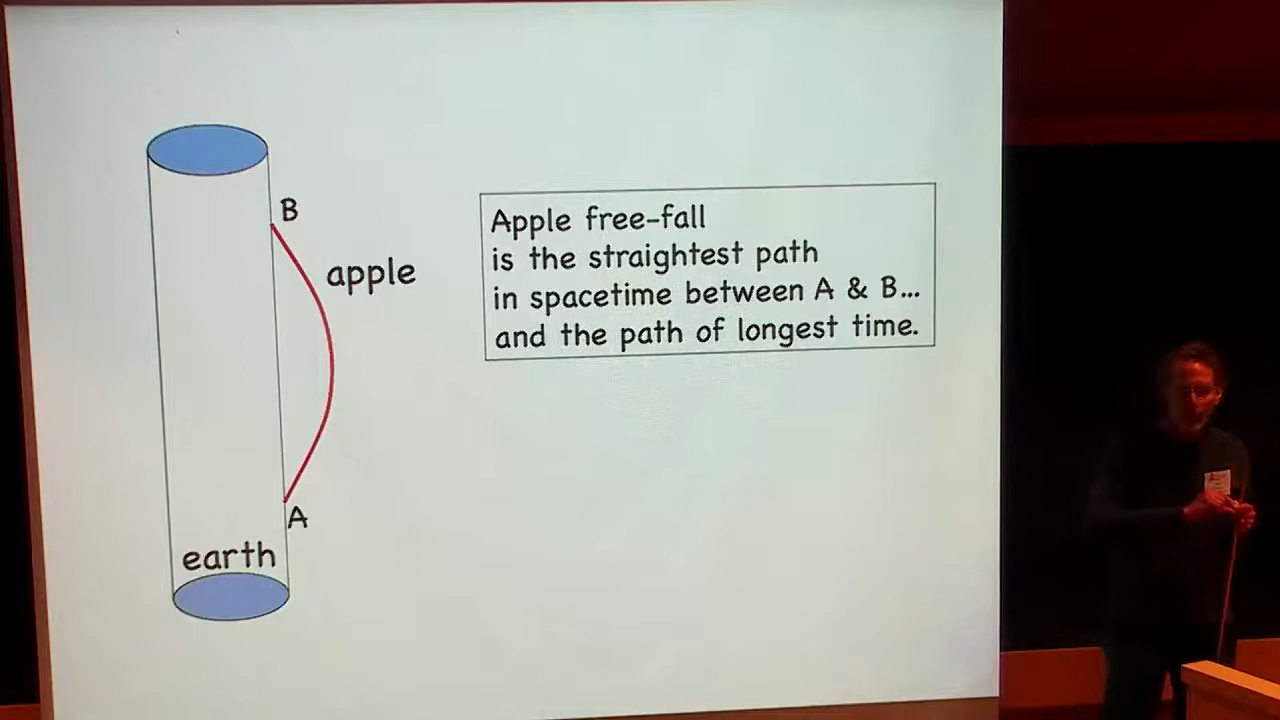 B
apple
Apple free-fall
is the straightest path
in spacetime between A & B...
and the path of longest time.
A
earth